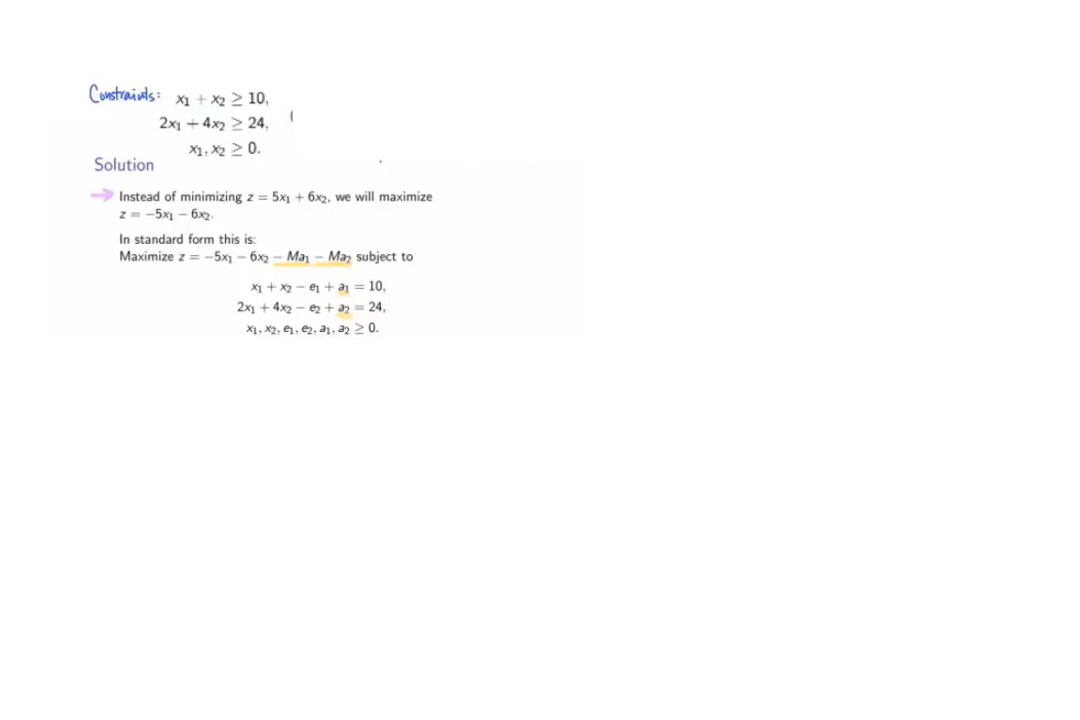 Constraints: x₁ + x₂ ≥ 10,
2x₁ + 4x₂ ≥ 24,
x₁, x₂ ≥ 0.
Solution
Instead of minimizing z = 5x₁ + 6x₂, we will maximize
z = −5x₁ − 6x₂.
In standard form this is:
Maximize z = −5x₁ − 6x₂ − Ma₁ − Ma₂ subject to
x₁ + x₂ − e₁ + a₁ = 10,
2x₁ + 4x₂ − e₂ + a₂ = 24,
x₁, x₂, e₁, e₂, a₁, a₂ ≥ 0.